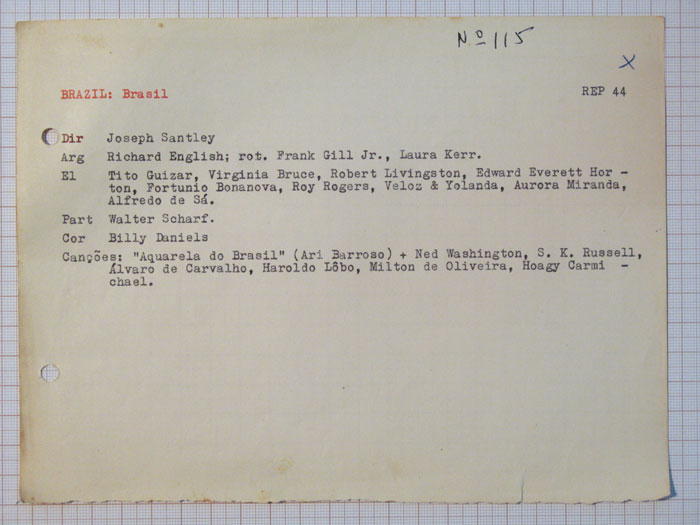 Nº 115
X
BRAZIL: Brasil REP 44
Dir Joseph Santley
Arg Richard English; rot. Frank Gill Jr., Laura Kerr.
El Tito Guizar, Virginia Bruce, Robert Livingston, Edward Everett Hor -
ton, Fortunio Bonanova, Roy Rogers, Veloz & Yolanda, Aurora Miranda,
Alfredo de Sá.
Part Walter Scharf.
Cor Billy Daniels
Canções: "Aquarela do Brasil" (Ari Barroso) + Ned Washington, S. K. Russell,
Álvaro de Carvalho, Haroldo Lôbo, Milton de Oliveira, Hoagy Carmi -
chael.